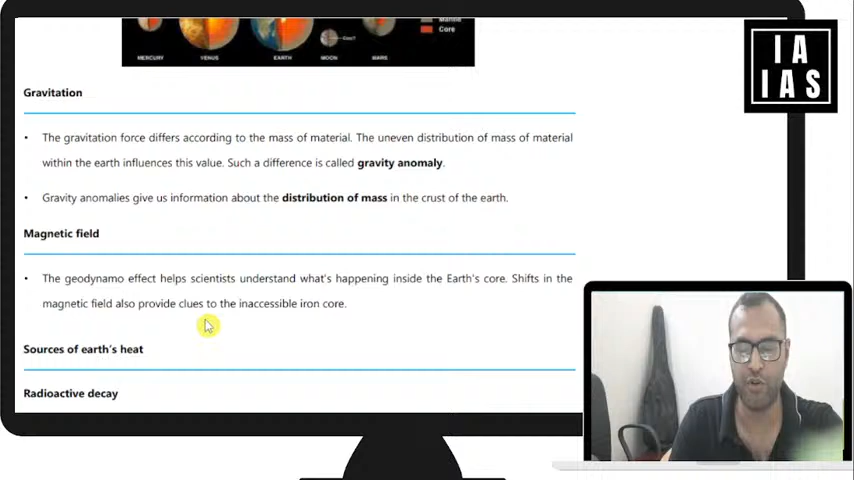 Mantle
Core
Core?
MERCURY VENUS EARTH MOON MARS
IA
IAS
Gravitation
• The gravitation force differs according to the mass of material. The uneven distribution of mass of material
within the earth influences this value. Such a difference is called gravity anomaly.
• Gravity anomalies give us information about the distribution of mass in the crust of the earth.
Magnetic field
• The geodynamo effect helps scientists understand what's happening inside the Earth's core. Shifts in the
magnetic field also provide clues to the inaccessible iron core.
Sources of earth's heat
Radioactive decay